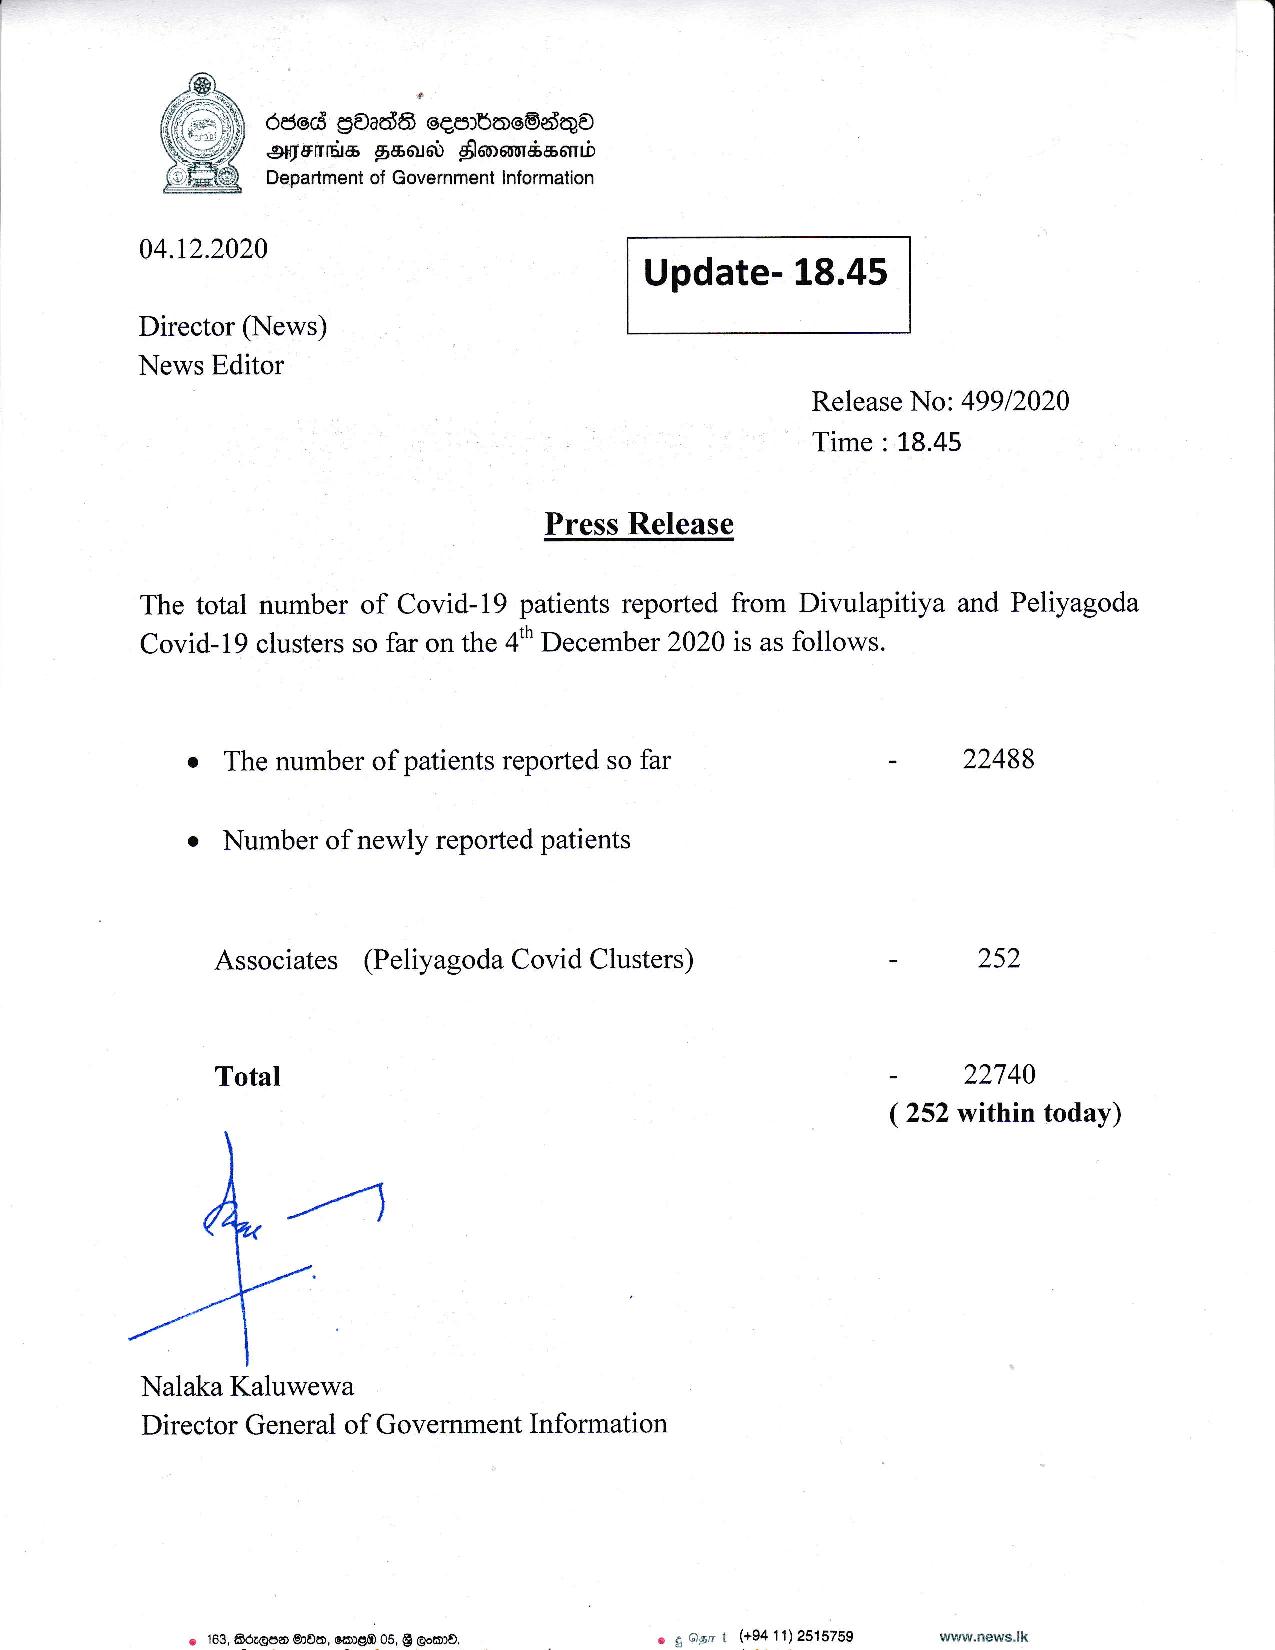 රජයේ ප්‍රවෘත්ති දෙපාර්තමේන්තුව
அரசாங்க தகவல் திணைக்களம்
Department of Government Information
04.12.2020
Update- 18.45
Director (News)
News Editor
Release No: 499/2020
Time : 18.45
Press Release
The total number of Covid-19 patients reported from Divulapitiya and Peliyagoda
Covid-19 clusters so far on the 4th December 2020 is as follows.
• The number of patients reported so far - 22488
• Number of newly reported patients
Associates (Peliyagoda Covid Clusters) - 252
Total - 22740
( 252 within today)
Nalaka Kaluwewa
Director General of Government Information
163, කිරුලපන මාවත, කොළඹ 05, ශ්‍රී ලංකාව. (+94 11) 2515759 www.news.lk